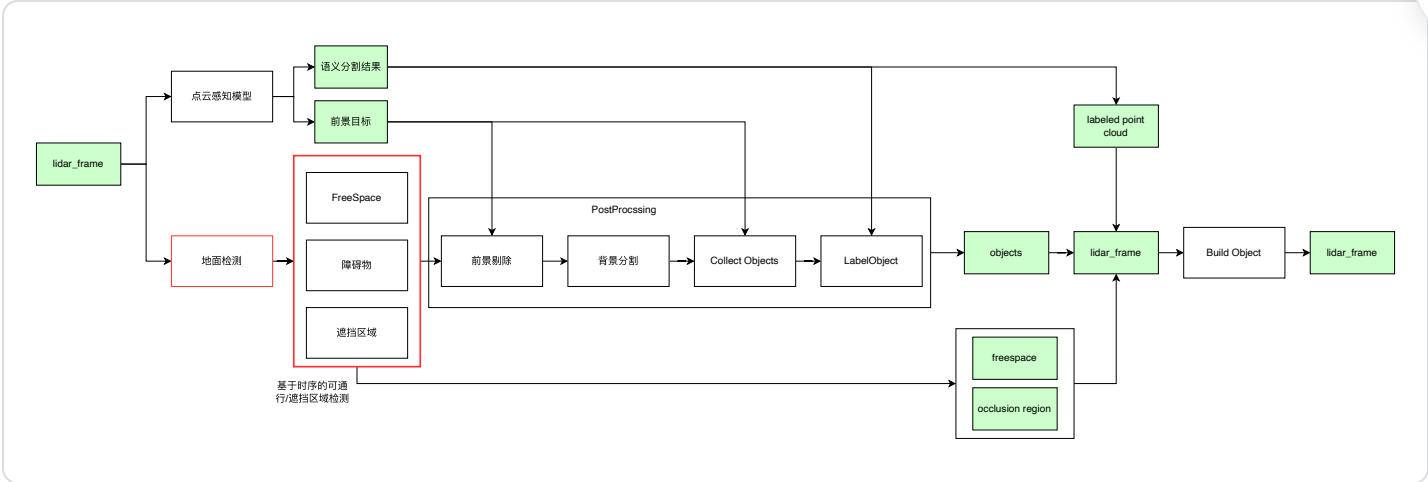 语义分割结果
点云感知模型
前景目标
labeled point
cloud
lidar_frame
FreeSpace
PostProcssing
地面检测
障碍物
前景剔除
背景分割
Collect Objects
LabelObject
objects
lidar_frame
Build Object
lidar_frame
遮挡区域
freespace
基于时序的可通
行/遮挡区域检测
occlusion region